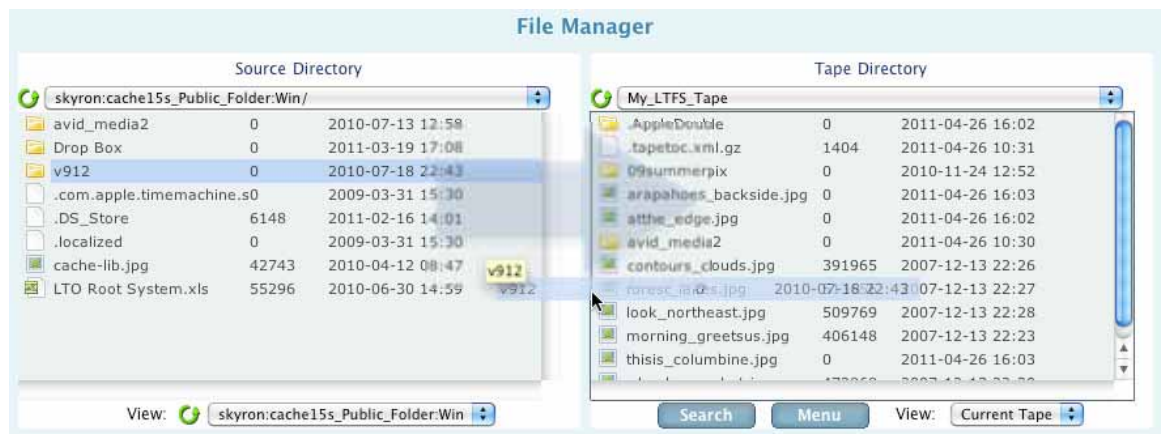 File Manager
Source Directory
skyron:cache15s_Public_Folder:Win/
avid_media2 0 2010-07-13 12:58
Drop Box 0 2011-03-19 17:08
v912 0 2010-07-18 22:43
.com.apple.timemachine.s0 2009-03-31 15:30
.DS_Store 6148 2011-02-16 14:01
.localized 0 2009-03-31 15:30
cache-lib.jpg 42743 2010-04-12 08:47
LTO Root System.xls 55296 2010-06-30 14:59
v912
v912 0 2010-07-18 22:43
View: skyron:cache15s_Public_Folder:Win
Tape Directory
My_LTFS_Tape
.AppleDouble 0 2011-04-26 16:02
.tapetoc.xml.gz 1404 2011-04-26 10:31
09summerpix 0 2010-11-24 12:52
arapahoes_backside.jpg 0 2011-04-26 16:03
atthe_edge.jpg 0 2011-04-26 16:02
avid_media2 0 2011-04-26 10:30
contours_clouds.jpg 391965 2007-12-13 22:26
2007-12-13 22:27
look_northeast.jpg 509769 2007-12-13 22:28
morning_greetsus.jpg 406148 2007-12-13 22:23
thisis_columbine.jpg 0 2011-04-26 16:03
Search Menu View: Current Tape